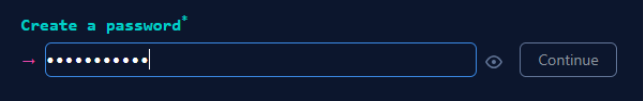 Create a password*
→ ••••••••••• Continue